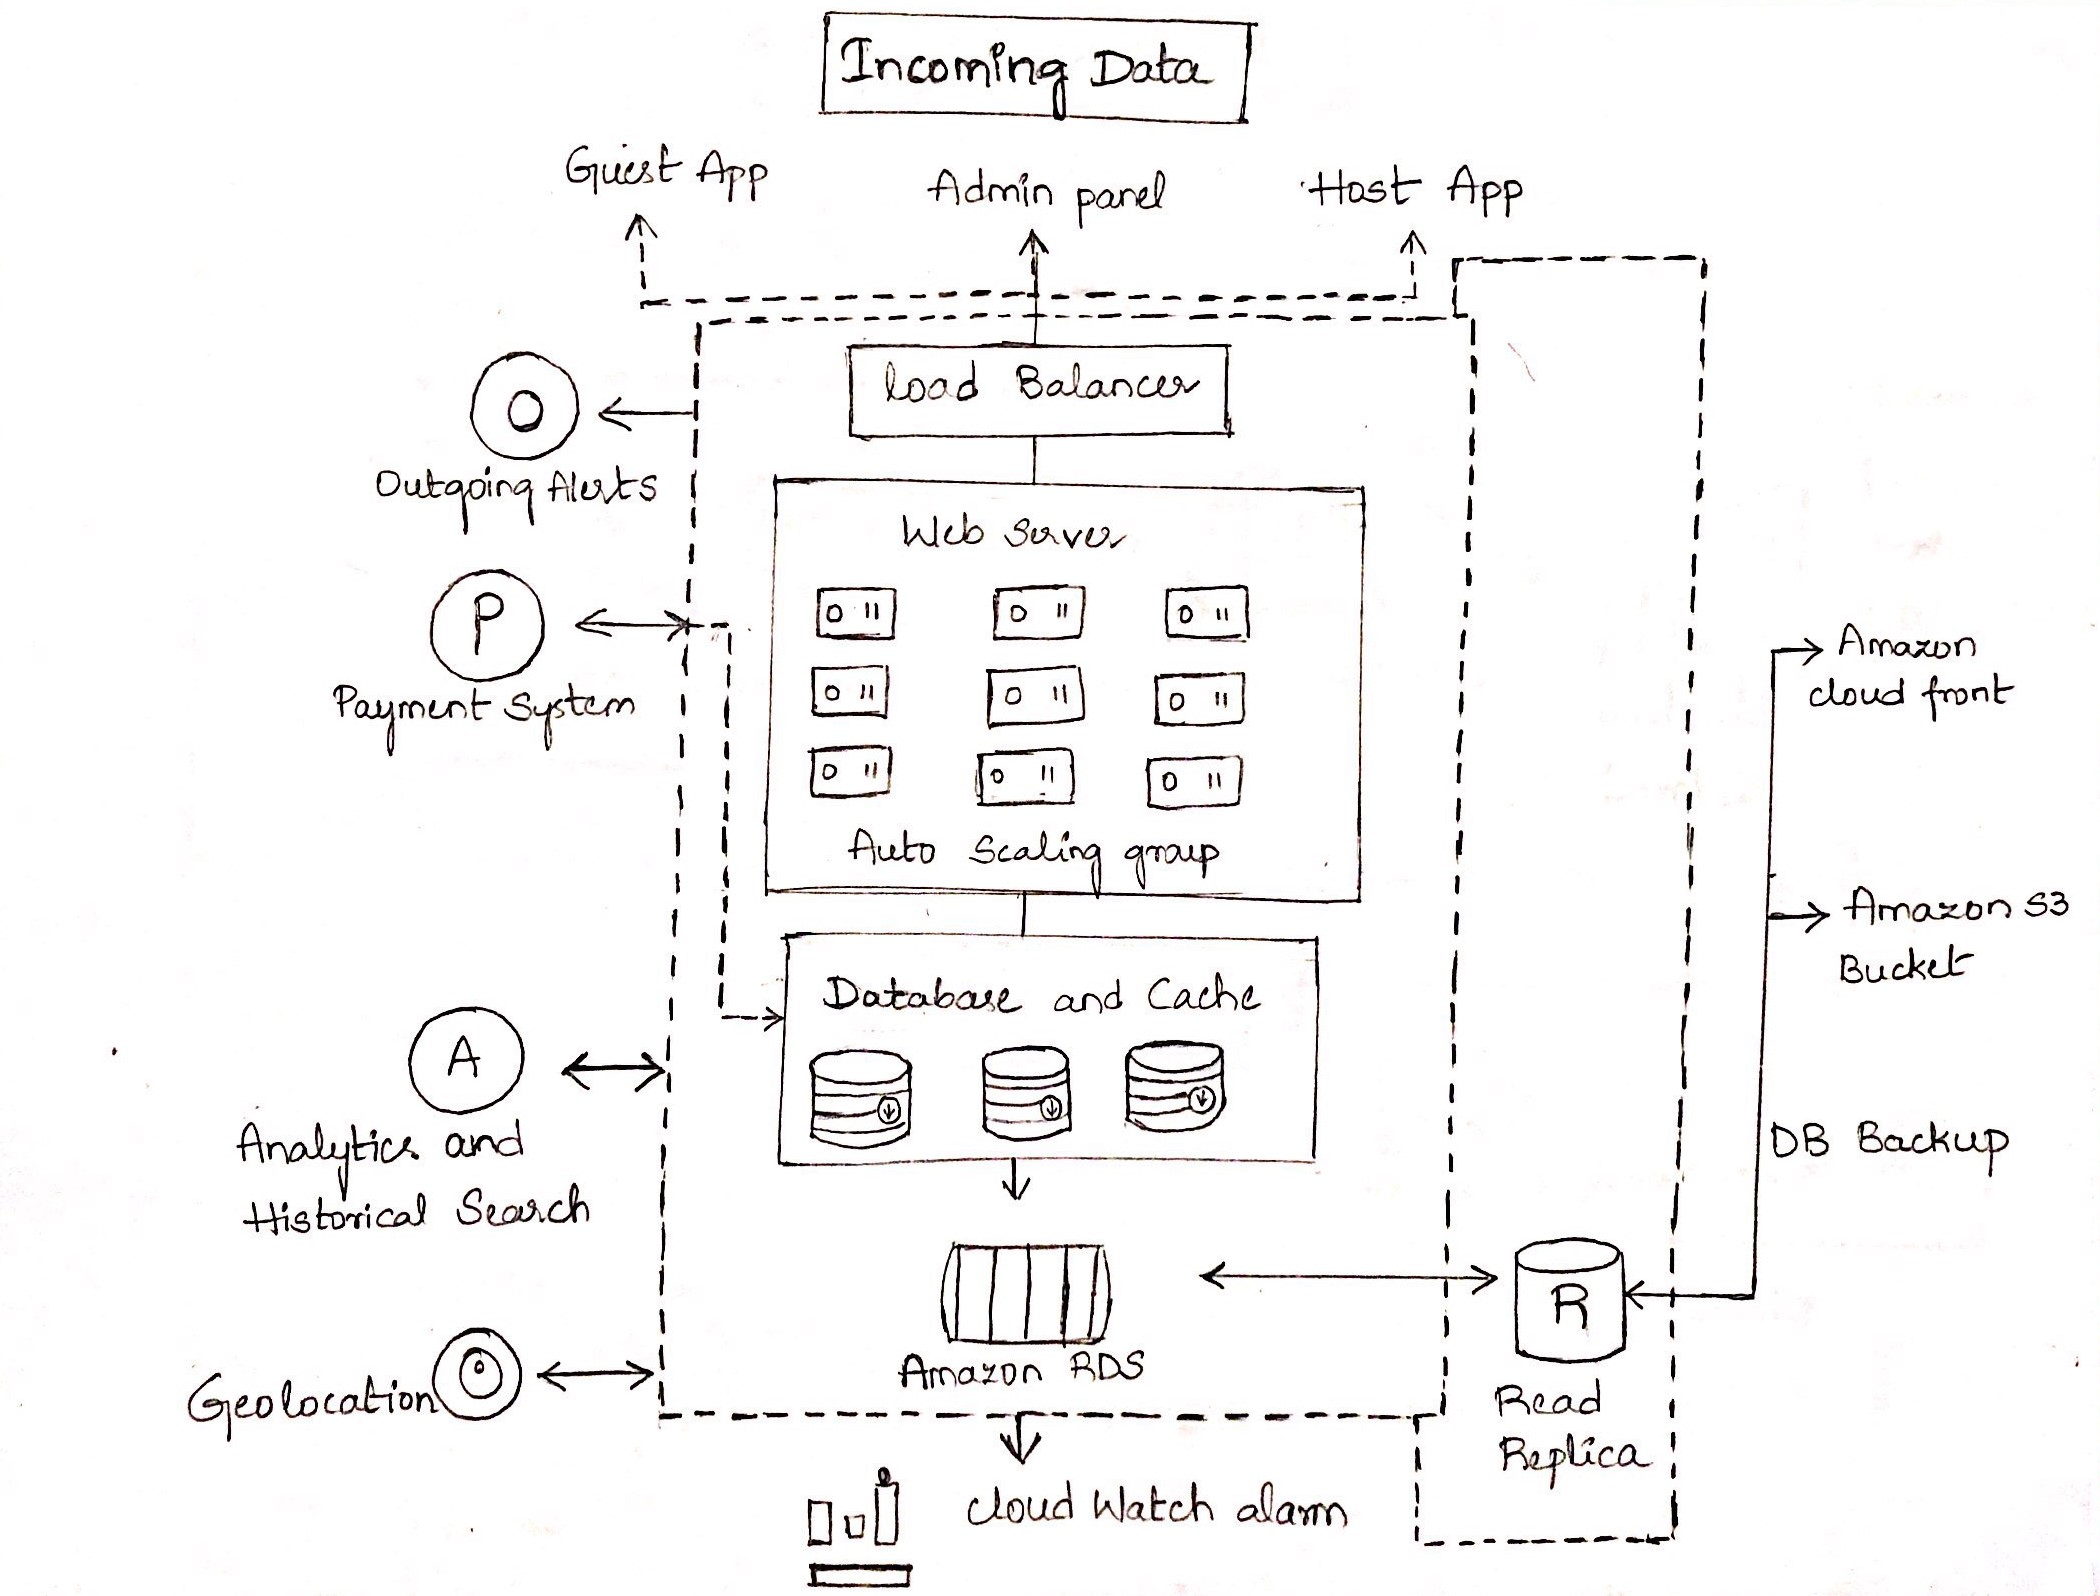 Incoming Data
Guest App
Admin panel
Host App
load Balancer
O
Outgoing Alerts
Web Server
P
Payment System
Auto Scaling group
Amazon
cloud front
Amazon S3
Bucket
Database and Cache
A
Analytics and
Historical Search
DB Backup
R
Amazon RDS
Read
Replica
Geolocation
cloud Watch alarm